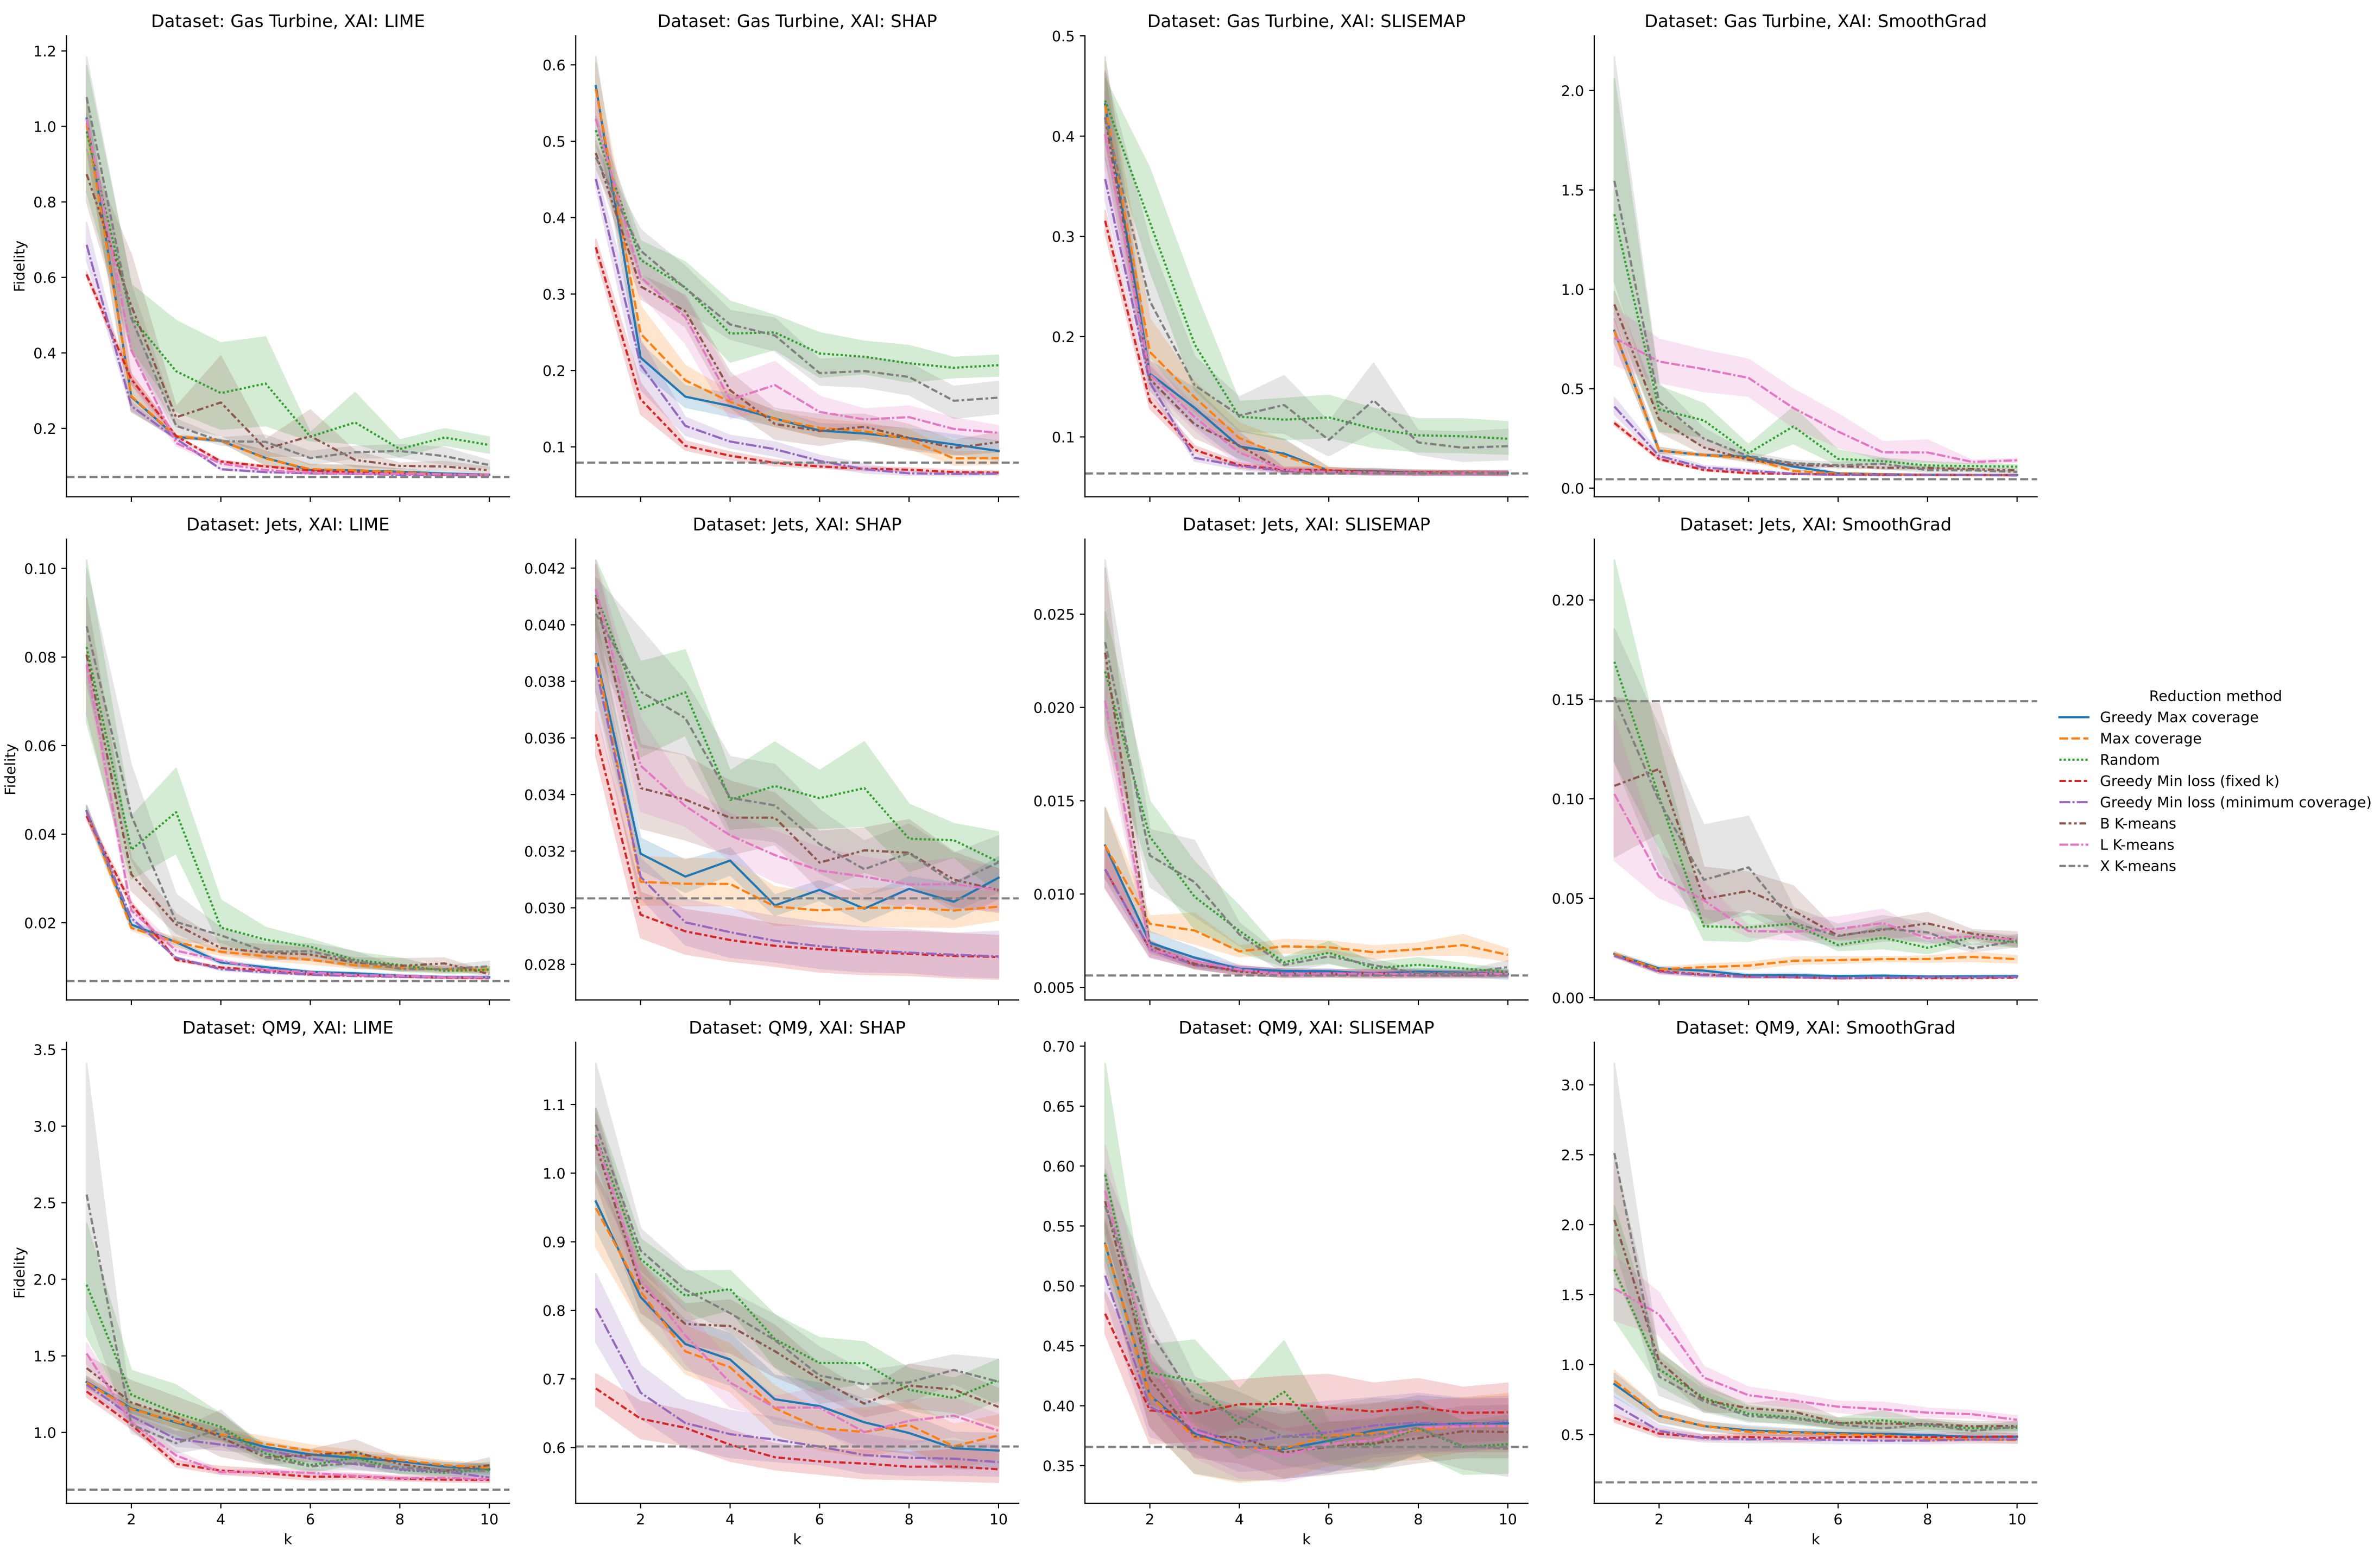 Dataset: Gas Turbine, XAI: LIME
Dataset: Gas Turbine, XAI: SHAP
Dataset: Gas Turbine, XAI: SLISEMAP
Dataset: Gas Turbine, XAI: SmoothGrad
Fidelity
1.2
1.0
0.8
0.6
0.4
0.2
0.6
0.5
0.4
0.3
0.2
0.1
0.5
0.4
0.3
0.2
0.1
2.0
1.5
1.0
0.5
0.0
Dataset: Jets, XAI: LIME
Dataset: Jets, XAI: SHAP
Dataset: Jets, XAI: SLISEMAP
Dataset: Jets, XAI: SmoothGrad
Fidelity
0.10
0.08
0.06
0.04
0.02
0.042
0.040
0.038
0.036
0.034
0.032
0.030
0.028
0.025
0.020
0.015
0.010
0.005
0.20
0.15
0.10
0.05
0.00
Reduction method
Greedy Max coverage
Max coverage
Random
Greedy Min loss (fixed k)
Greedy Min loss (minimum coverage)
B K-means
L K-means
X K-means
Dataset: QM9, XAI: LIME
Dataset: QM9, XAI: SHAP
Dataset: QM9, XAI: SLISEMAP
Dataset: QM9, XAI: SmoothGrad
Fidelity
3.5
3.0
2.5
2.0
1.5
1.0
1.1
1.0
0.9
0.8
0.7
0.6
0.70
0.65
0.60
0.55
0.50
0.45
0.40
0.35
3.0
2.5
2.0
1.5
1.0
0.5
2 4 6 8 10
2 4 6 8 10
2 4 6 8 10
2 4 6 8 10
k
k
k
k